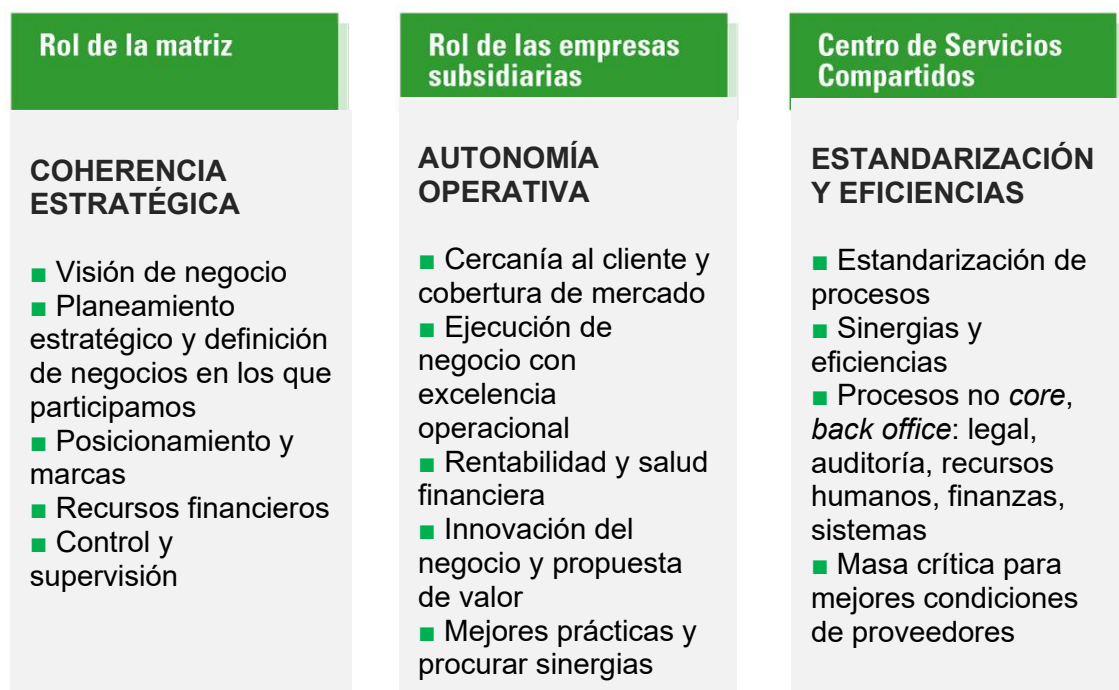 Rol de la matriz
COHERENCIA
ESTRATÉGICA
■ Visión de negocio
■ Planeamiento
estratégico y definición
de negocios en los que
participamos
■ Posicionamiento y
marcas
■ Recursos financieros
■ Control y
supervisión
Rol de las empresas
subsidiarias
AUTONOMÍA
OPERATIVA
■ Cercanía al cliente y
cobertura de mercado
■ Ejecución de
negocio con
excelencia
operacional
■ Rentabilidad y salud
financiera
■ Innovación del
negocio y propuesta
de valor
■ Mejores prácticas y
procurar sinergias
Centro de Servicios
Compartidos
ESTANDARIZACIÓN
Y EFICIENCIAS
■ Estandarización de
procesos
■ Sinergias y
eficiencias
■ Procesos no core,
back office: legal,
auditoría, recursos
humanos, finanzas,
sistemas
■ Masa crítica para
mejores condiciones
de proveedores